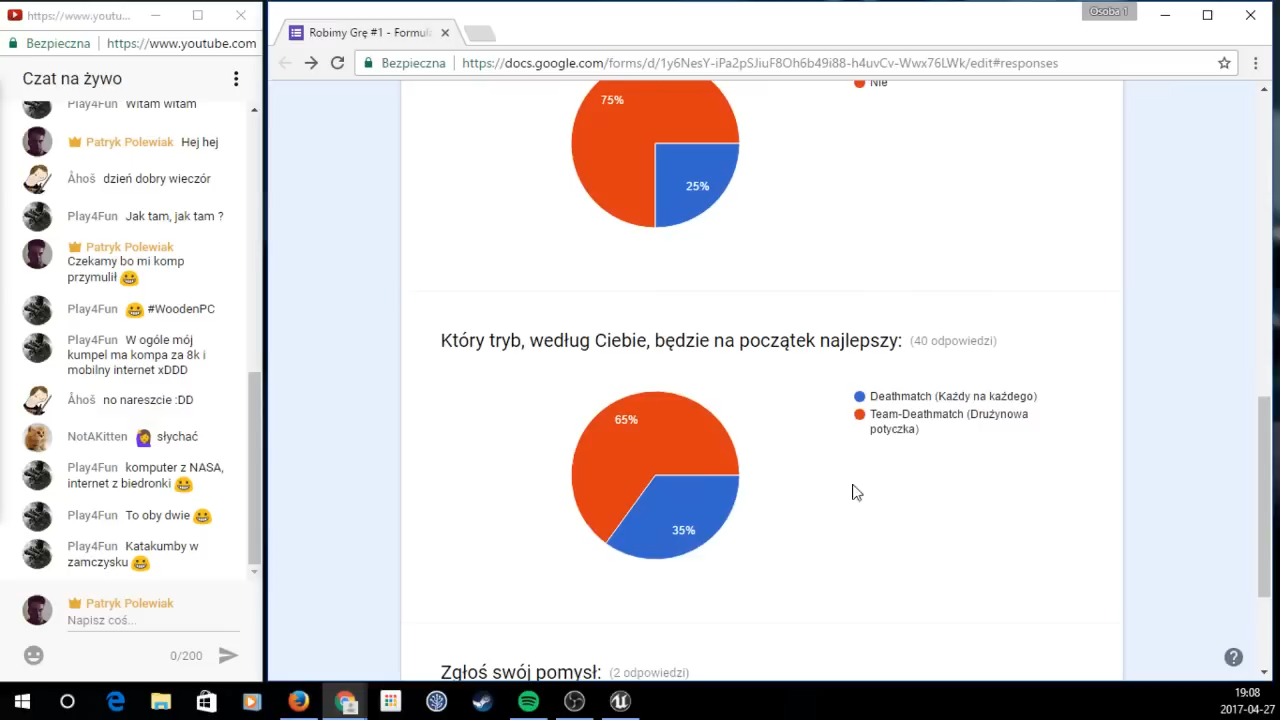 https://www.youtu...
Bezpieczna
https://www.youtube.com
Czat na żywo
Play4Fun Witam witam
Patryk Polewiak Hej hej
Åhoš dzień dobry wieczór
Play4Fun Jak tam, jak tam ?
Patryk Polewiak
Czekamy bo mi komp
przymulił
Play4Fun #WoodenPC
Play4Fun W ogóle mój
kumpel ma kompa za 8k i
mobilny internet xDDD
Åhoš no nareszcie :DD
NotAKitten słychać
Play4Fun komputer z NASA,
internet z biedronki
Play4Fun To oby dwie
Play4Fun Katakumby w
zamczysku
Patryk Polewiak
Napisz coś...
0/200
Osoba 1
Robimy Grę #1 - Formula
Bezpieczna
https://docs.google.com/forms/d/1y6NesY-iPa2pSJiuF8Oh6b49i88-h4uvCv-Wwx76LWk/edit#responses
75%
Nie
25%
Który tryb, według Ciebie, będzie na początek najlepszy: (40 odpowiedzi)
65%
Deathmatch (Każdy na każdego)
Team-Deathmatch (Drużynowa
potyczka)
35%
Zgłoś swój pomysł: (2 odpowiedzi)
19:08
2017-04-27